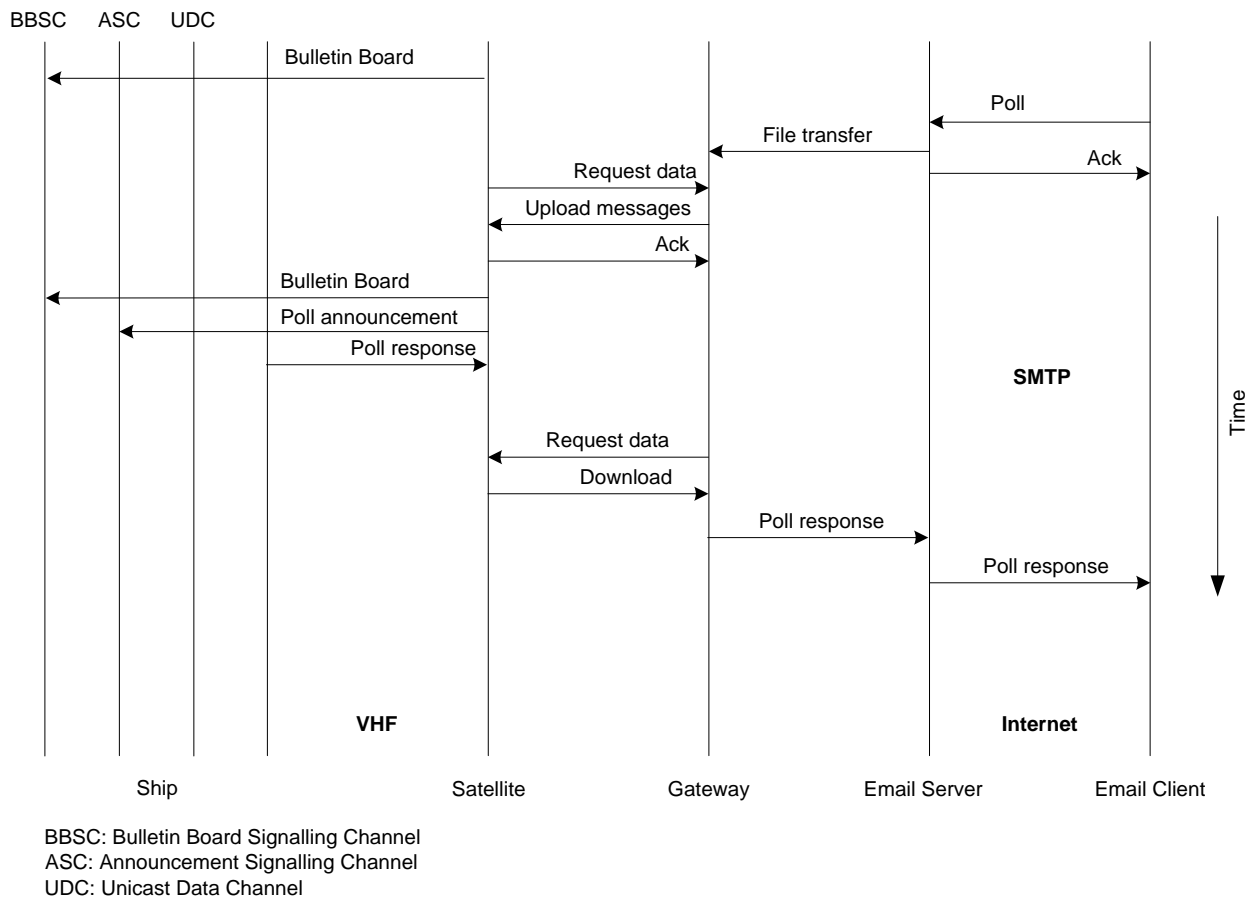 BBSC ASC UDC
Bulletin Board
Poll
File transfer
Ack
Request data
Upload messages
Ack
Bulletin Board
Poll announcement
Poll response
SMTP
Time
Request data
Download
Poll response
Poll response
VHF
Internet
Ship Satellite Gateway Email Server Email Client
BBSC: Bulletin Board Signalling Channel
ASC: Announcement Signalling Channel
UDC: Unicast Data Channel